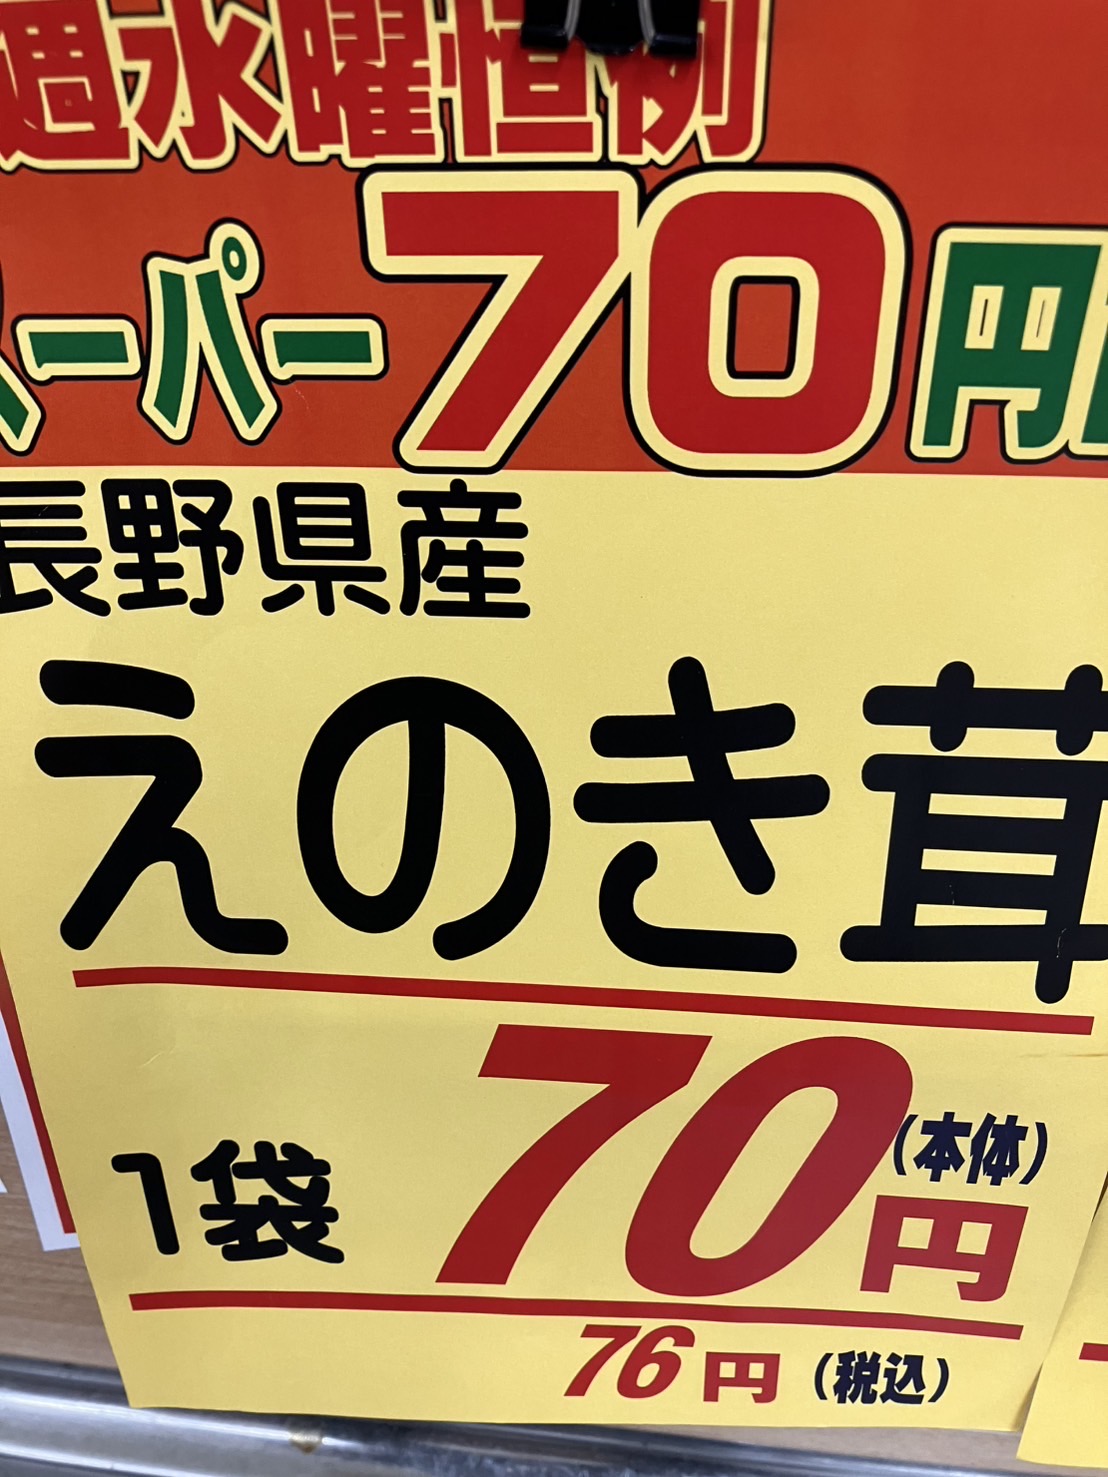 週水曜恒例
スーパー70円
長野県産
えのき茸
1袋 70円 (本体)
76円 (税込)